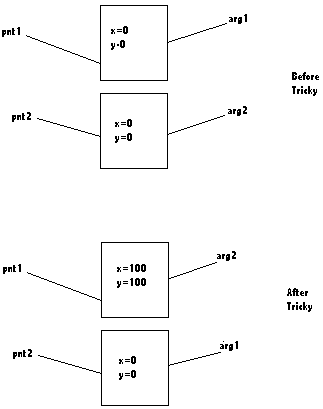 pnt1
x=0
y-0
arg1
Before
Tricky
pnt2
x=0
y=0
arg2
pnt1
x=100
y=100
arg2
After
Tricky
pnt2
x=0
y=0
arg1